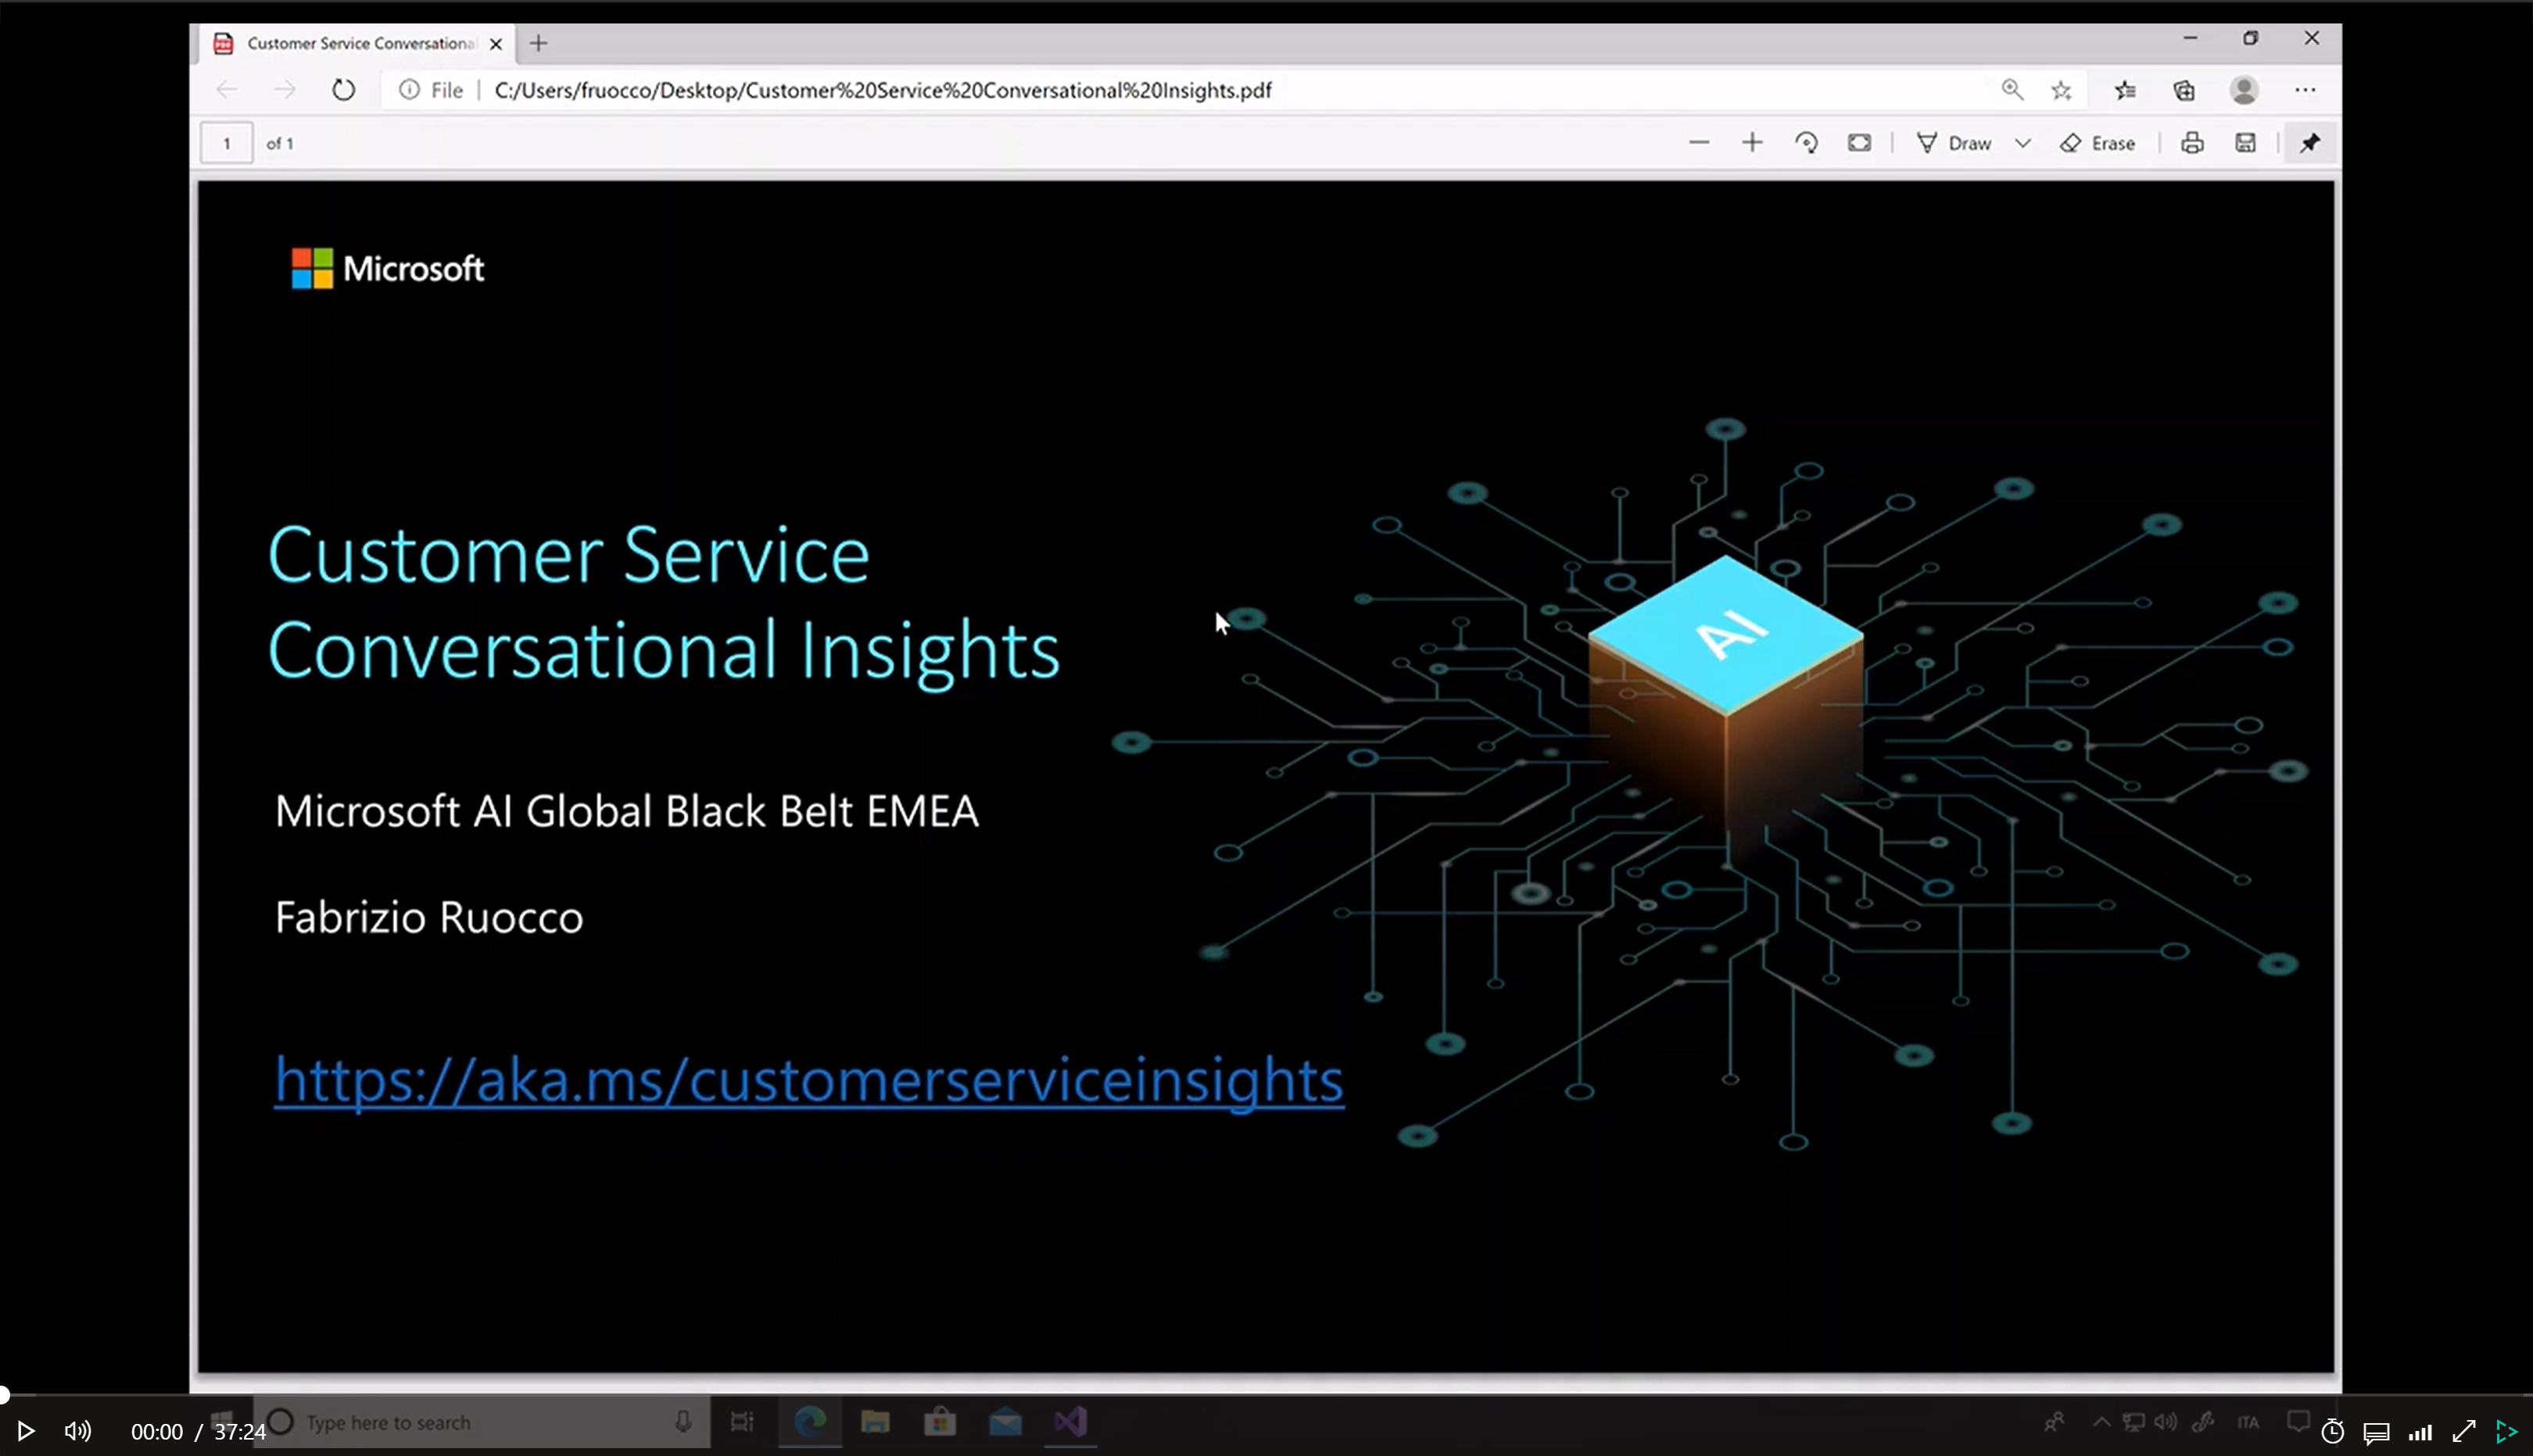 Customer Service Conversational
File
C:/Users/fruocco/Desktop/Customer%20Service%20Conversational%20Insights.pdf
1 of 1
Draw
Erase
Microsoft
Customer Service
Conversational Insights
AI
Microsoft AI Global Black Belt EMEA
Fabrizio Ruocco
https://aka.ms/customerserviceinsights
00:00 / 37:24
Type here to search
ITA